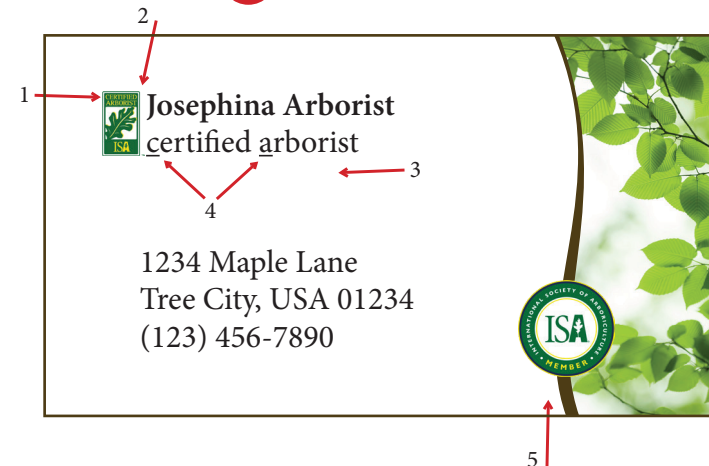 2
1
CERTIFIED
ARBORIST
ISA
Josephina Arborist
certified arborist
3
4
1234 Maple Lane
Tree City, USA 01234
(123) 456-7890
INTERNATIONAL SOCIETY OF ARBORICULTURE
ISA
MEMBER
5